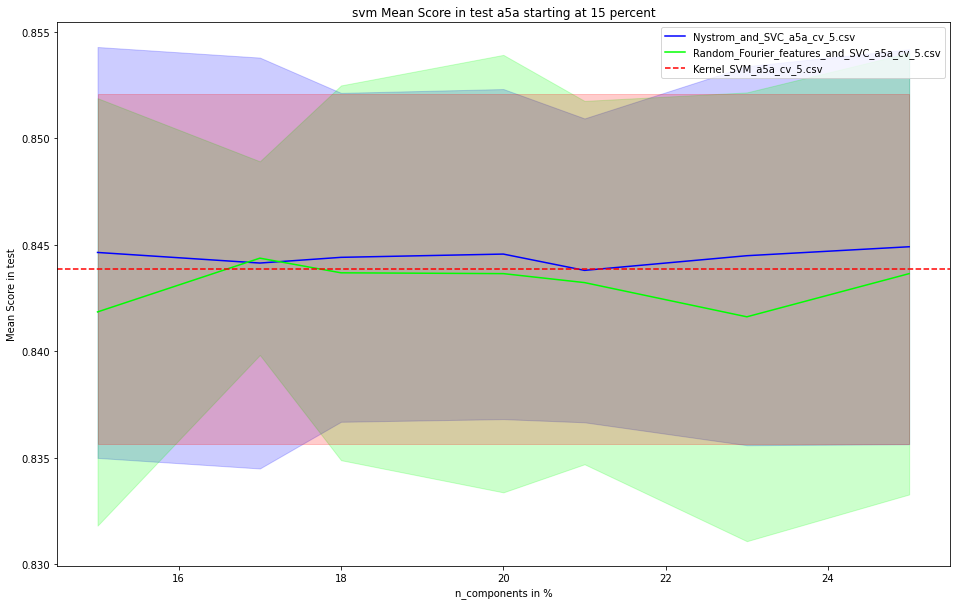 svm Mean Score in test a5a starting at 15 percent
Nystrom_and_SVC_a5a_cv_5.csv
Random_Fourier_features_and_SVC_a5a_cv_5.csv
Kernel_SVM_a5a_cv_5.csv
Mean Score in test
0.855
0.850
0.845
0.840
0.835
0.830
16 18 20 22 24
n_components in %